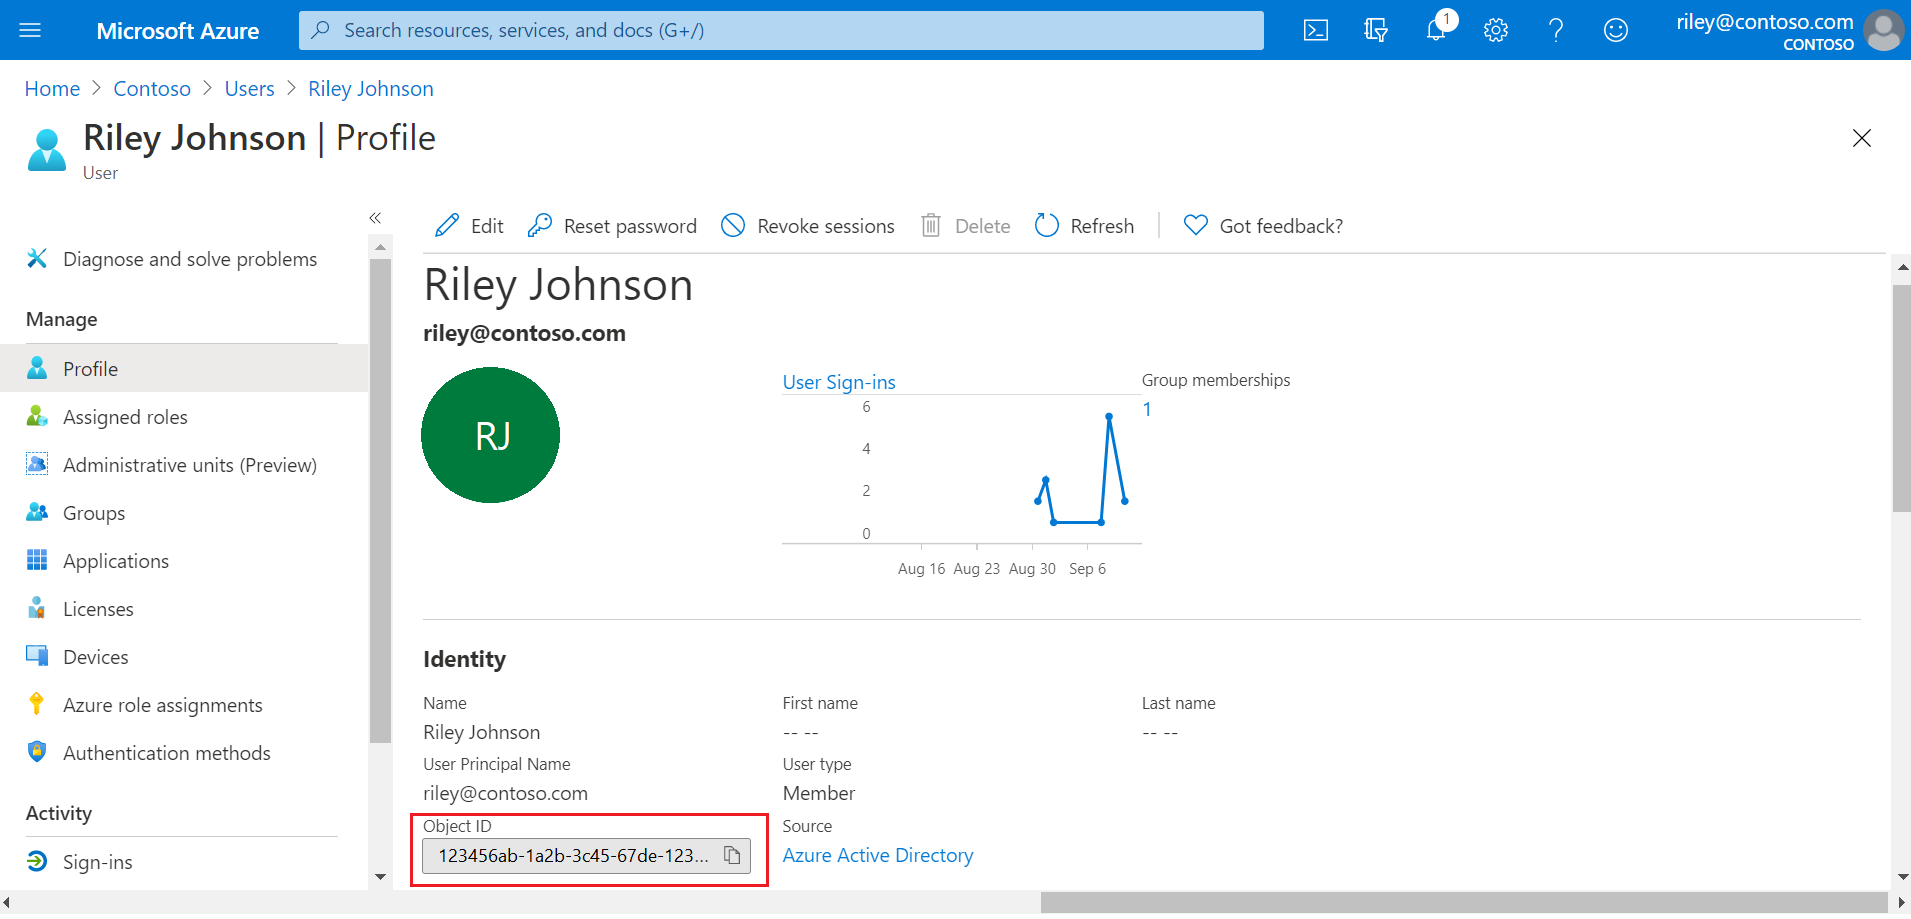 Microsoft Azure
Search resources, services, and docs (G+/)
1
riley@contoso.com
CONTOSO
Home > Contoso > Users > Riley Johnson
Riley Johnson | Profile
User
«
Edit
Reset password
Revoke sessions
Delete
Refresh
Got feedback?
Diagnose and solve problems
Manage
Profile
Assigned roles
Administrative units (Preview)
Groups
Applications
Licenses
Devices
Azure role assignments
Authentication methods
Activity
Sign-ins
Riley Johnson
riley@contoso.com
RJ
User Sign-ins
6
4
2
0
Aug 16 Aug 23 Aug 30 Sep 6
Group memberships
1
Identity
Name
Riley Johnson
First name
-- --
Last name
-- --
User Principal Name
riley@contoso.com
User type
Member
Object ID
123456ab-1a2b-3c45-67de-123...
Source
Azure Active Directory